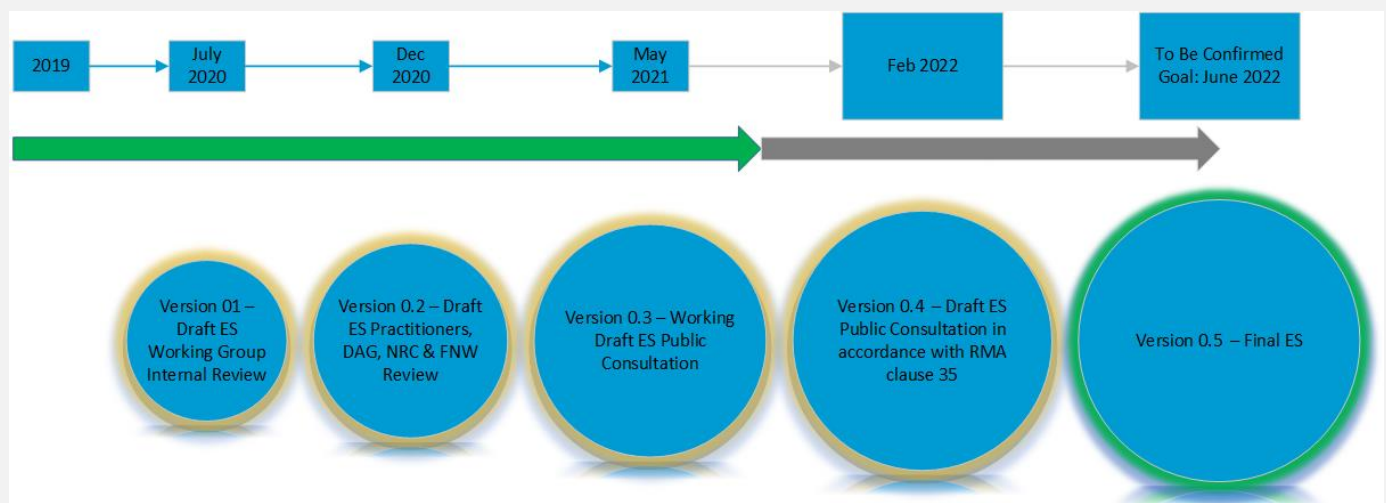 2019
July
2020
Dec
2020
May
2021
Feb 2022
To Be Confirmed
Goal: June 2022
Version 01 –
Draft ES
Working Group
Internal Review
Version 0.2 – Draft
ES Practitioners,
DAG, NRC & FNW
Review
Version 0.3 – Working
Draft ES Public
Consultation
Version 0.4 – Draft ES
Public Consultation in
accordance with RMA
clause 35
Version 0.5 – Final ES